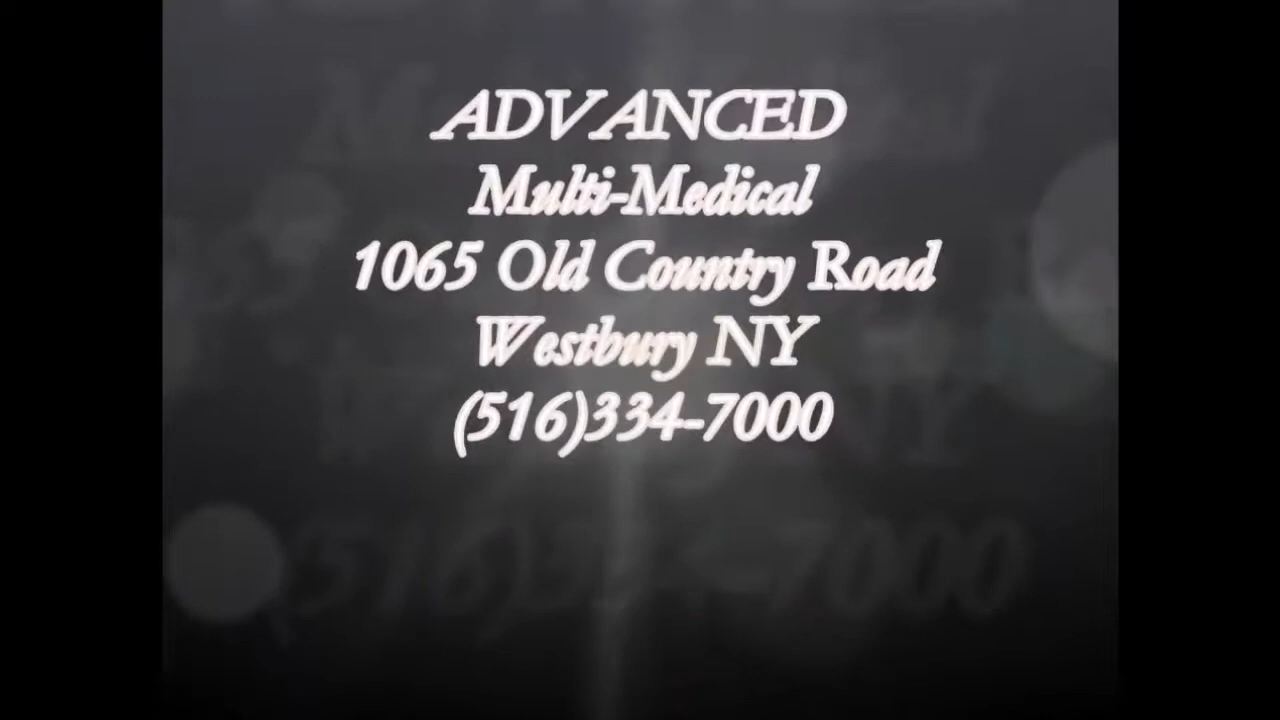 ADVANCED
Multi-Medical
1065 Old Country Road
Westbury NY
(516)334-7000